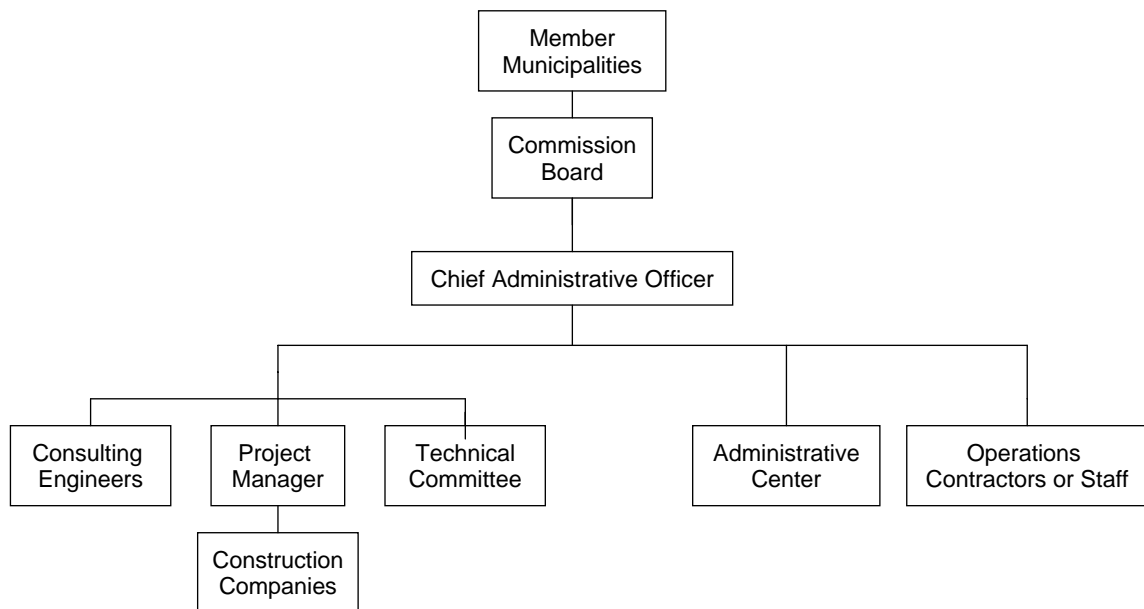 Member
Municipalities
Commission
Board
Chief Administrative Officer
Consulting
Engineers
Project
Manager
Technical
Committee
Administrative
Center
Operations
Contractors or Staff
Construction
Companies